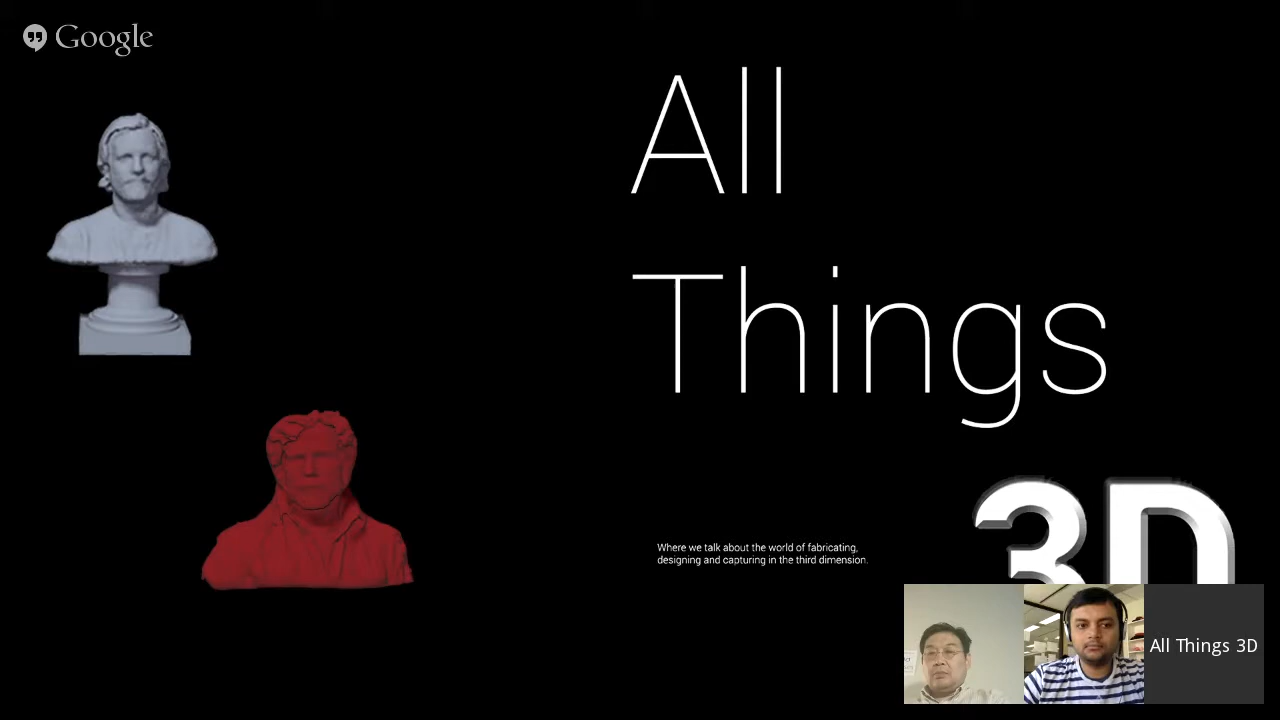 Google
All
Things
3D
Where we talk about the world of fabricating,
designing and capturing in the third dimension.
All Things 3D